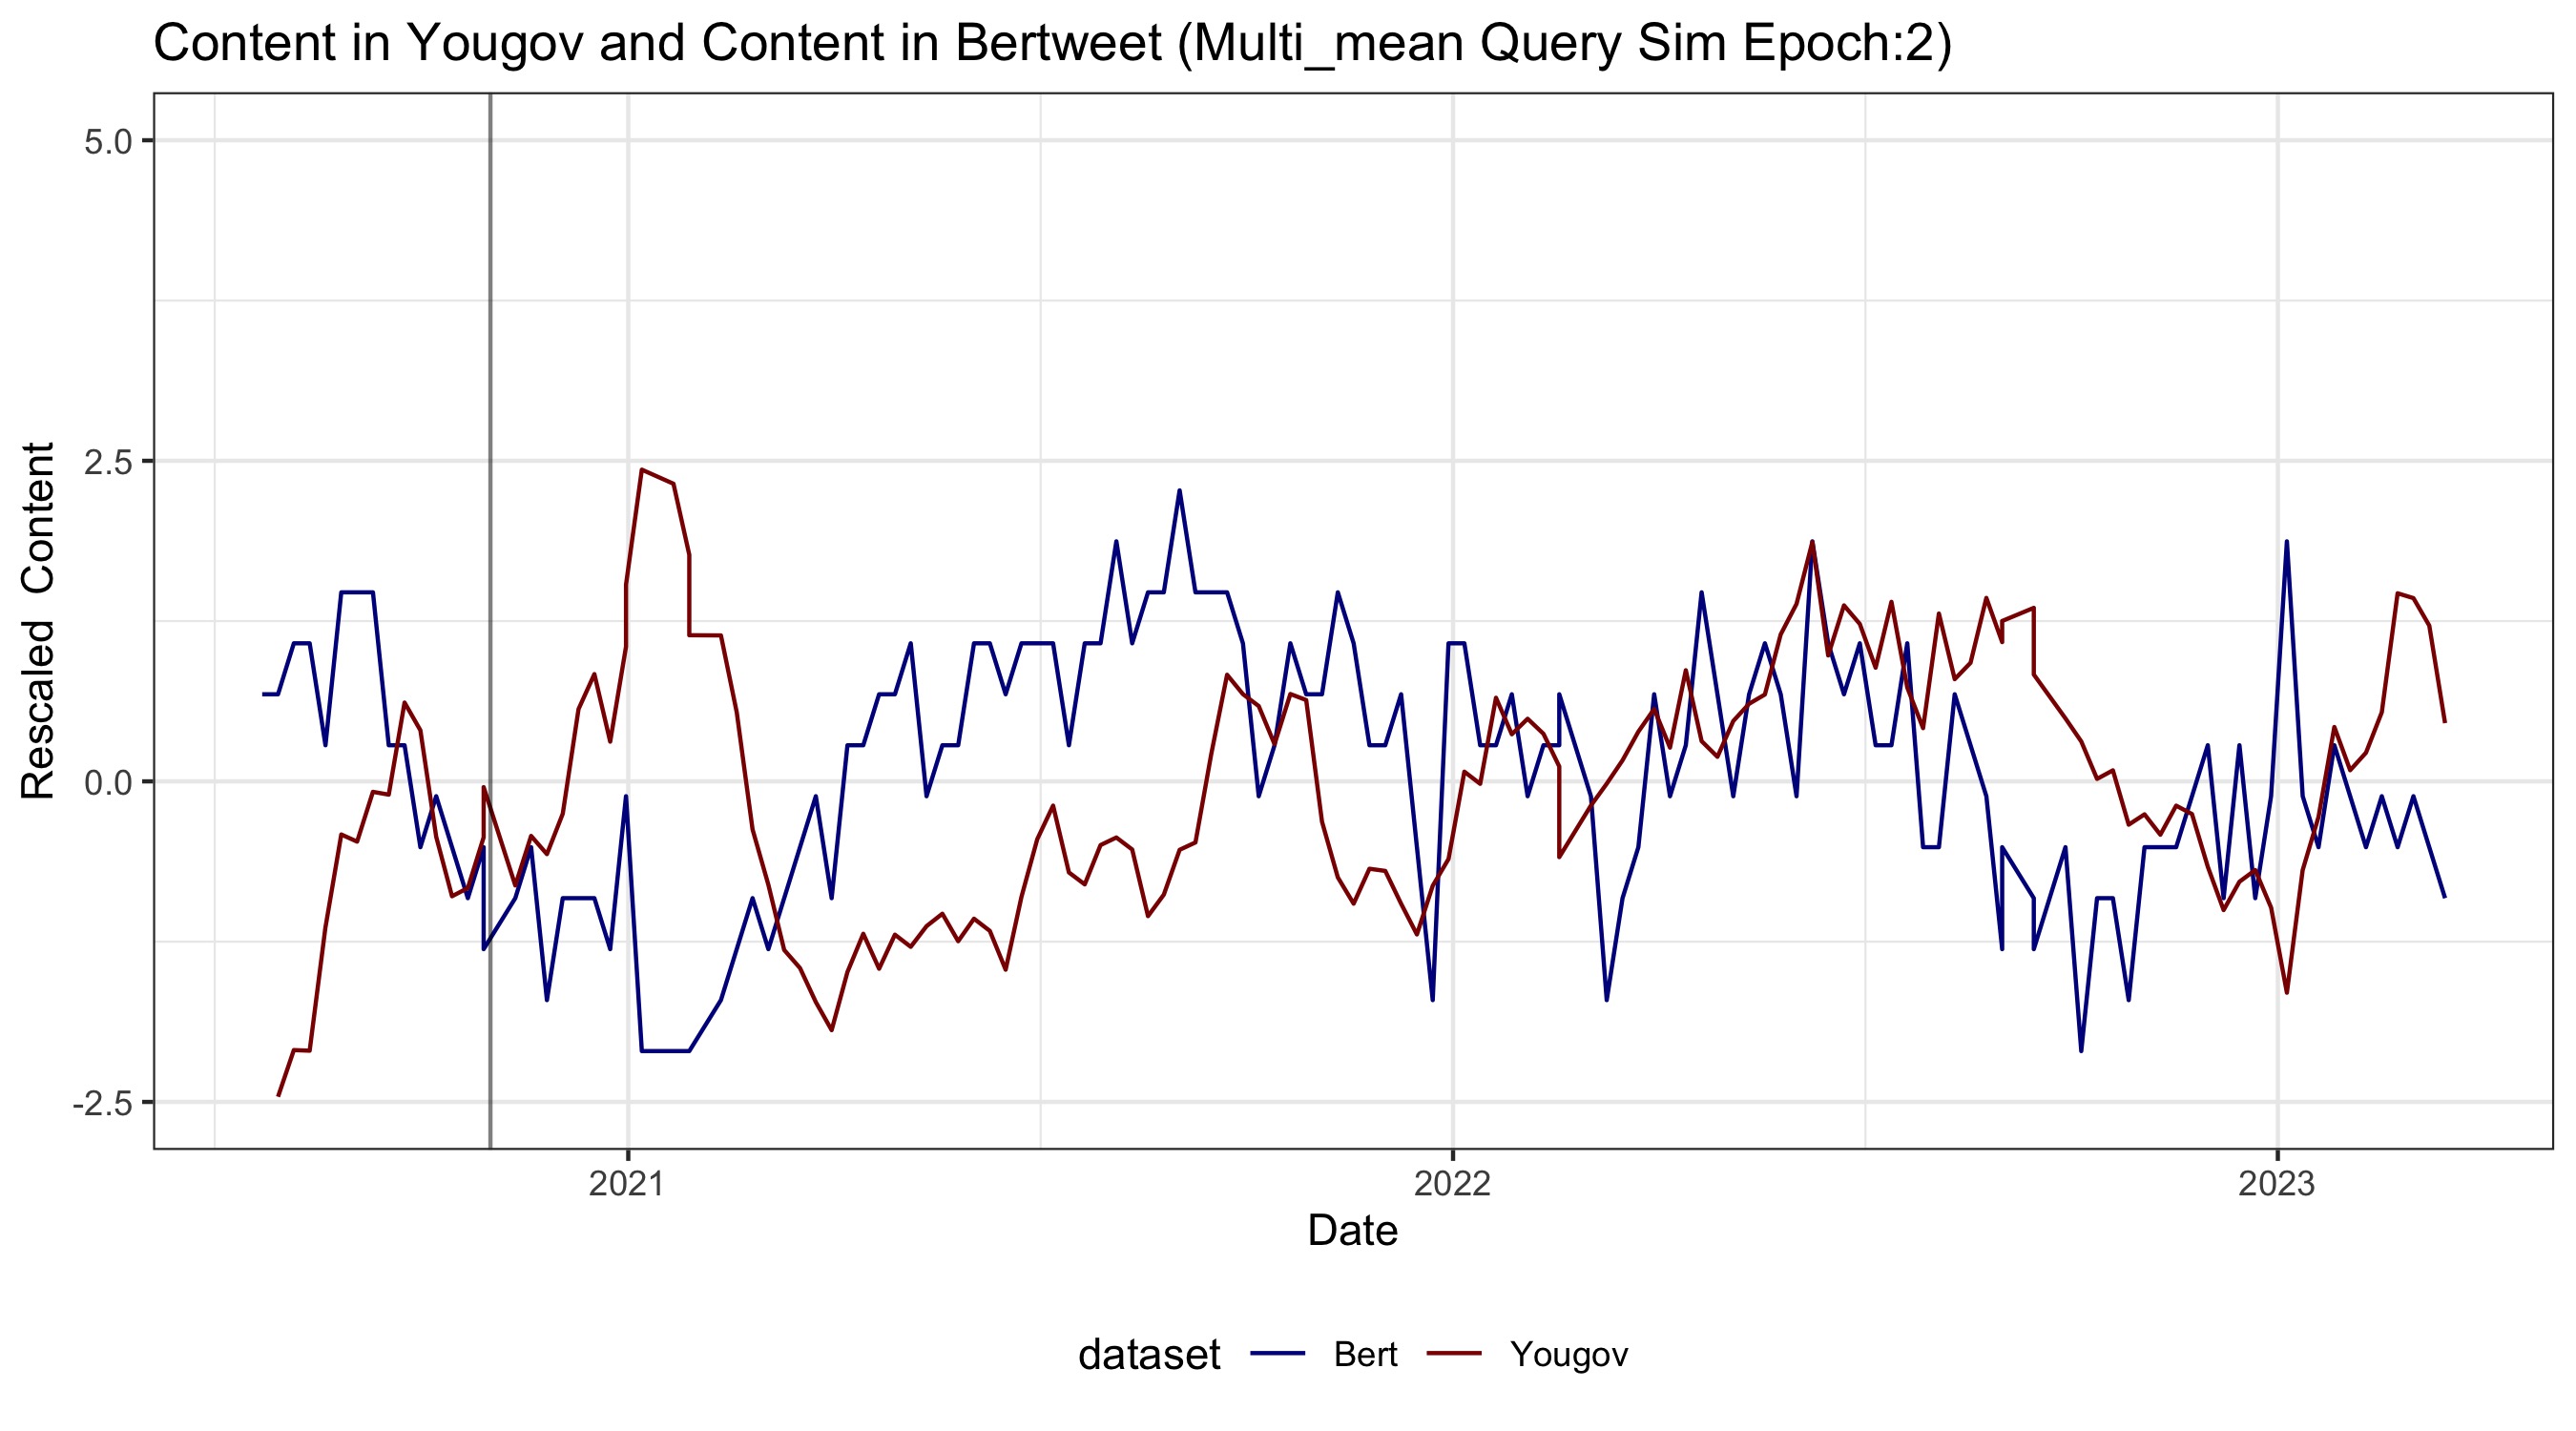 Content in Yougov and Content in Bertweet (Multi_mean Query Sim Epoch:2)
5.0
2.5
0.0
-2.5
Rescaled Content
2021 2022 2023
Date
dataset Bert Yougov